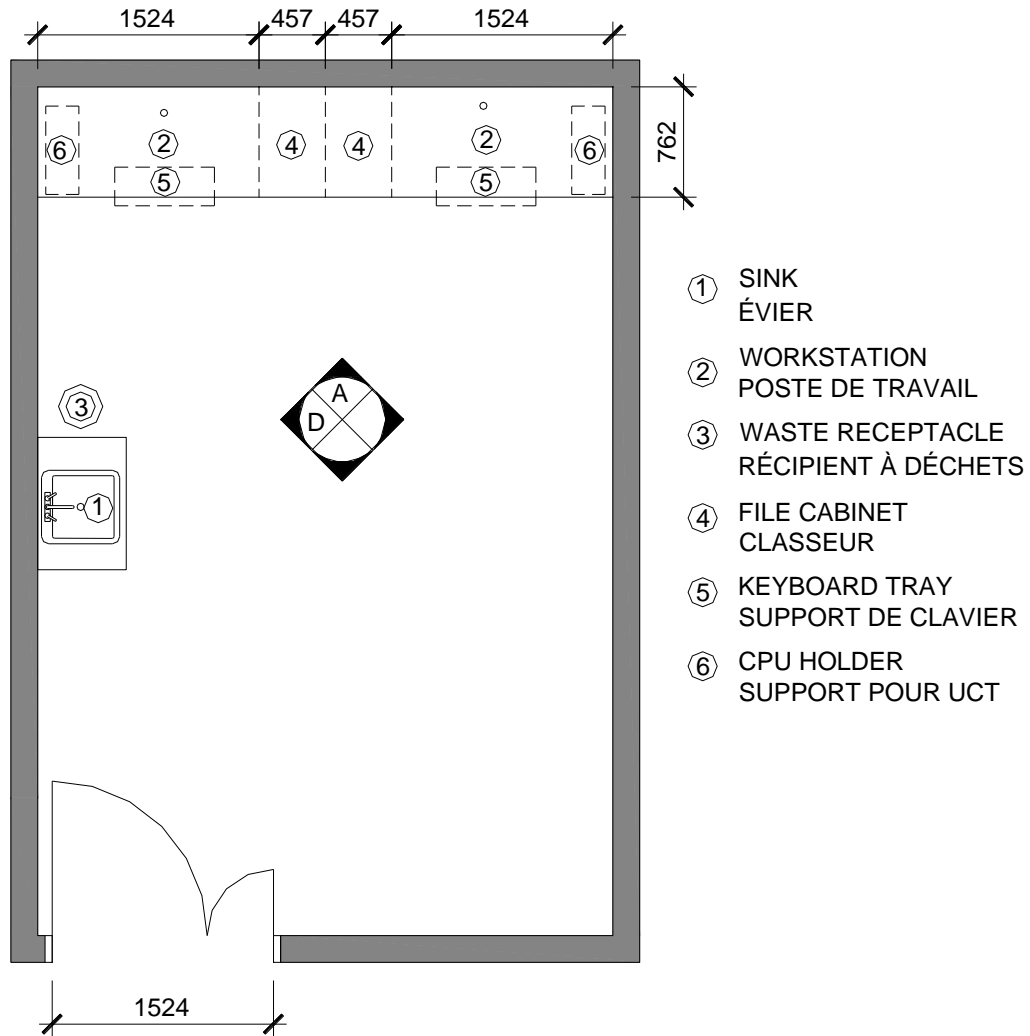 1524 457 457 1524
762
6 2 4 4 2 6
5 5
A
D
3
1
1 SINK
ÉVIER
2 WORKSTATION
POSTE DE TRAVAIL
3 WASTE RECEPTACLE
RÉCIPIENT À DÉCHETS
4 FILE CABINET
CLASSEUR
5 KEYBOARD TRAY
SUPPORT DE CLAVIER
6 CPU HOLDER
SUPPORT POUR UCT
1524